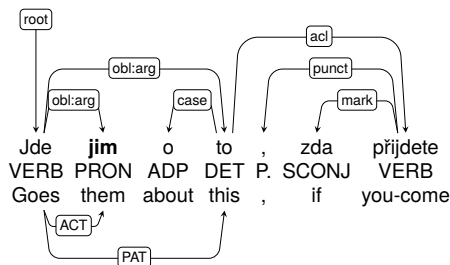 root
acl
obl:arg
punct
obl:arg
case
mark
Jde jim o to , zda přijdete
VERB PRON ADP DET P. SCONJ VERB
Goes them about this , if you-come
ACT
PAT